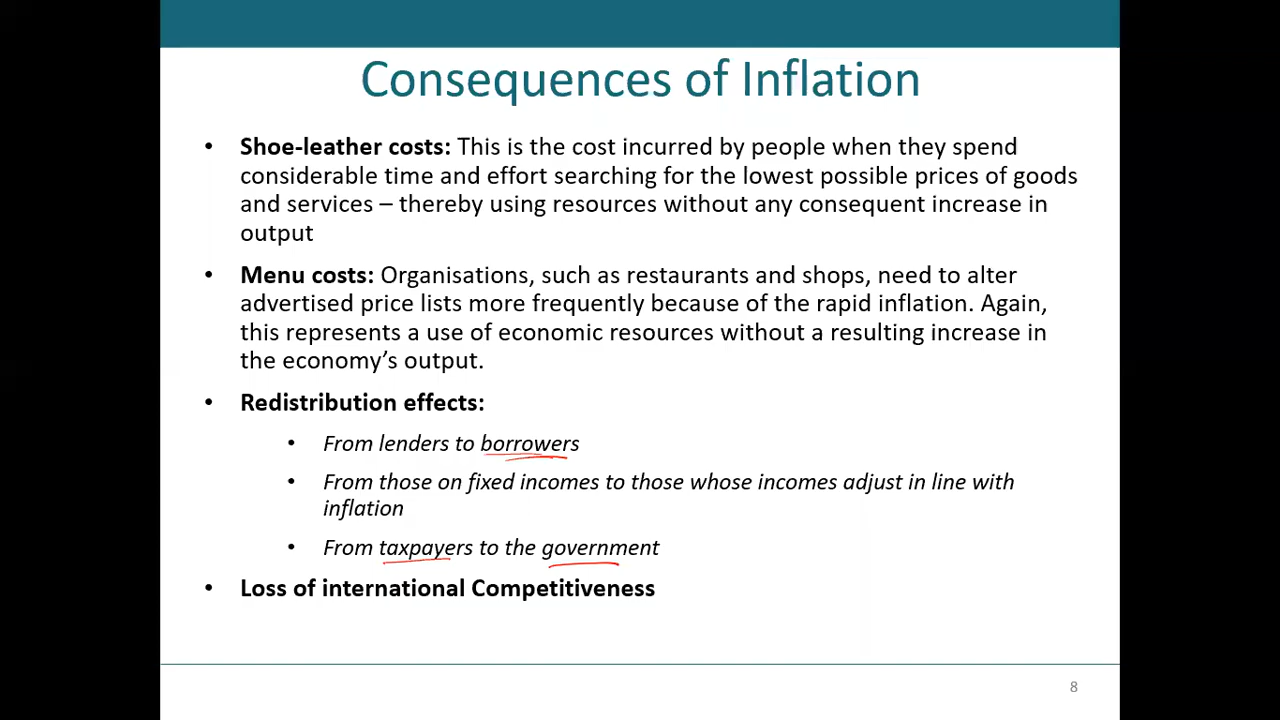 Consequences of Inflation
• Shoe-leather costs: This is the cost incurred by people when they spend
considerable time and effort searching for the lowest possible prices of goods
and services – thereby using resources without any consequent increase in
output
• Menu costs: Organisations, such as restaurants and shops, need to alter
advertised price lists more frequently because of the rapid inflation. Again,
this represents a use of economic resources without a resulting increase in
the economy’s output.
• Redistribution effects:
• From lenders to borrowers
• From those on fixed incomes to those whose incomes adjust in line with
inflation
• From taxpayers to the government
• Loss of international Competitiveness
8